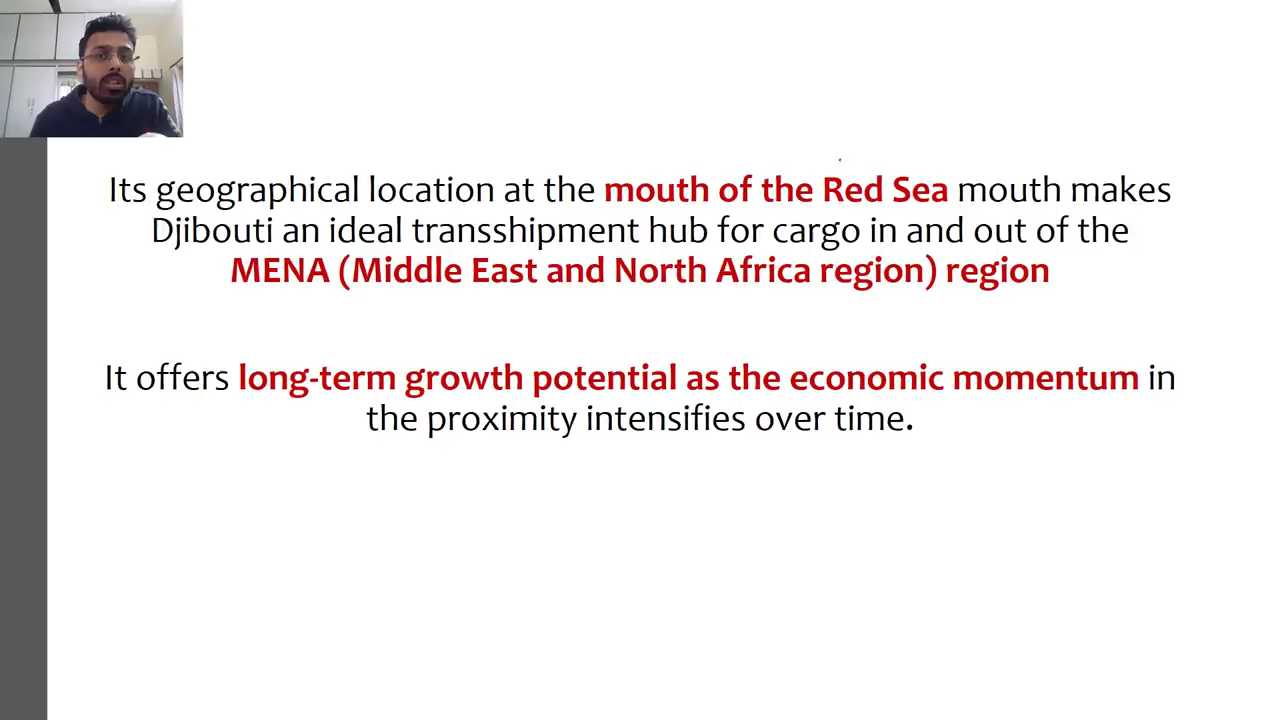 Its geographical location at the mouth of the Red Sea mouth makes
Djibouti an ideal transshipment hub for cargo in and out of the
MENA (Middle East and North Africa region) region
It offers long-term growth potential as the economic momentum in
the proximity intensifies over time.